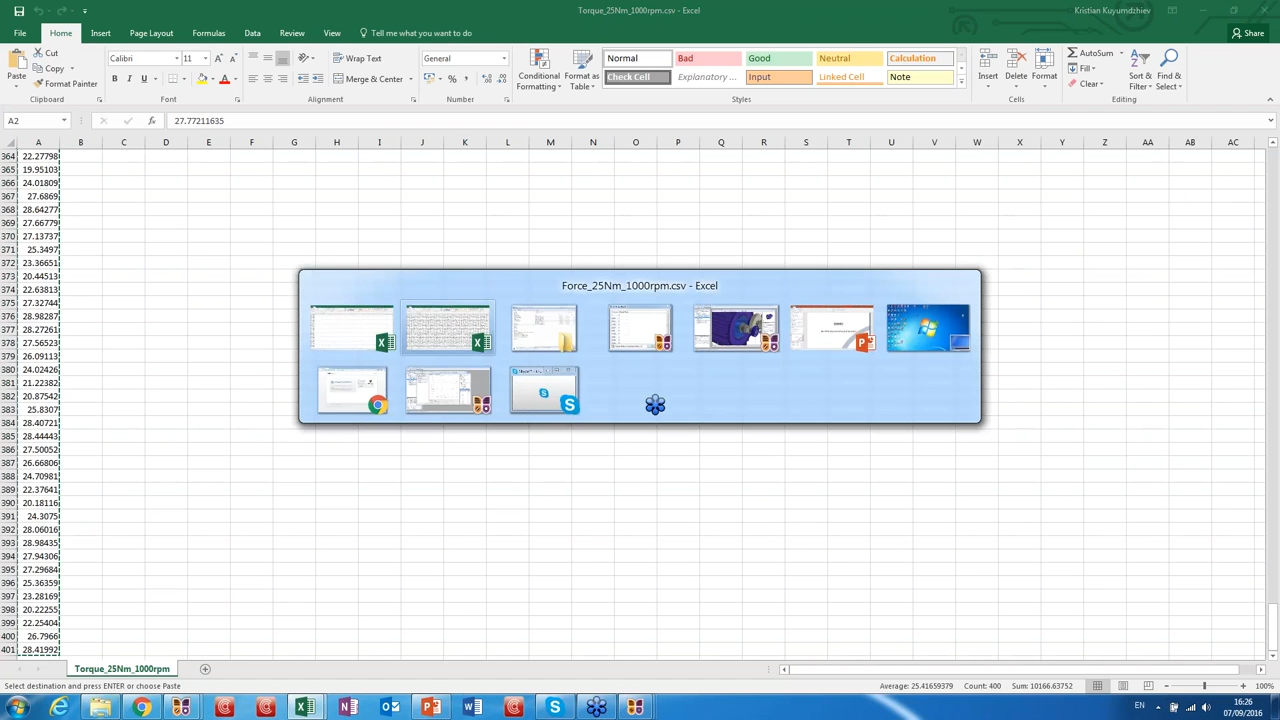 Torque_25Nm_1000rpm.csv - Excel
Kristian Kuyumdzhiev
File Home Insert Page Layout Formulas Data Review View Tell me what you want to do Share
Paste Cut Copy Format Painter
Clipboard
Calibri 11
B I U
Font
Wrap Text
Merge & Center
Alignment
General
Number
Conditional Formatting Format as Table
Normal Bad Good Neutral Calculation
Check Cell Explanatory ... Input Linked Cell Note
Styles
Insert Delete Format
Cells
AutoSum
Fill
Clear
Sort & Filter Find & Select
Editing
A2 27.77211635
A B C D E F G H I J K L M N O P Q R S T U V W X Y Z AA AB AC
364 22.27798
365 19.95103
366 24.01809
367 27.6869
368 28.64277
369 27.66779
370 27.13737
371 25.3497
372 23.36651
373 20.44513
374 22.63813
375 27.32744
376 28.98287
377 28.27261
378 27.56523
379 26.09113
380 24.02426
381 21.22382
382 20.87542
383 25.8307
384 28.40721
385 28.44443
386 27.50052
387 26.66806
388 24.70981
389 22.37641
390 20.18116
391 24.3075
392 28.06016
393 28.98435
394 27.94306
395 27.29684
396 25.36359
397 23.28169
398 20.22255
399 22.25404
400 26.7966
401 28.41992
Force_25Nm_1000rpm.csv - Excel
Torque_25Nm_1000rpm
Select destination and press ENTER or choose Paste
Average: 25.41659379 Count: 400 Sum: 10166.63752 100%
EN 16:26
07/09/2016